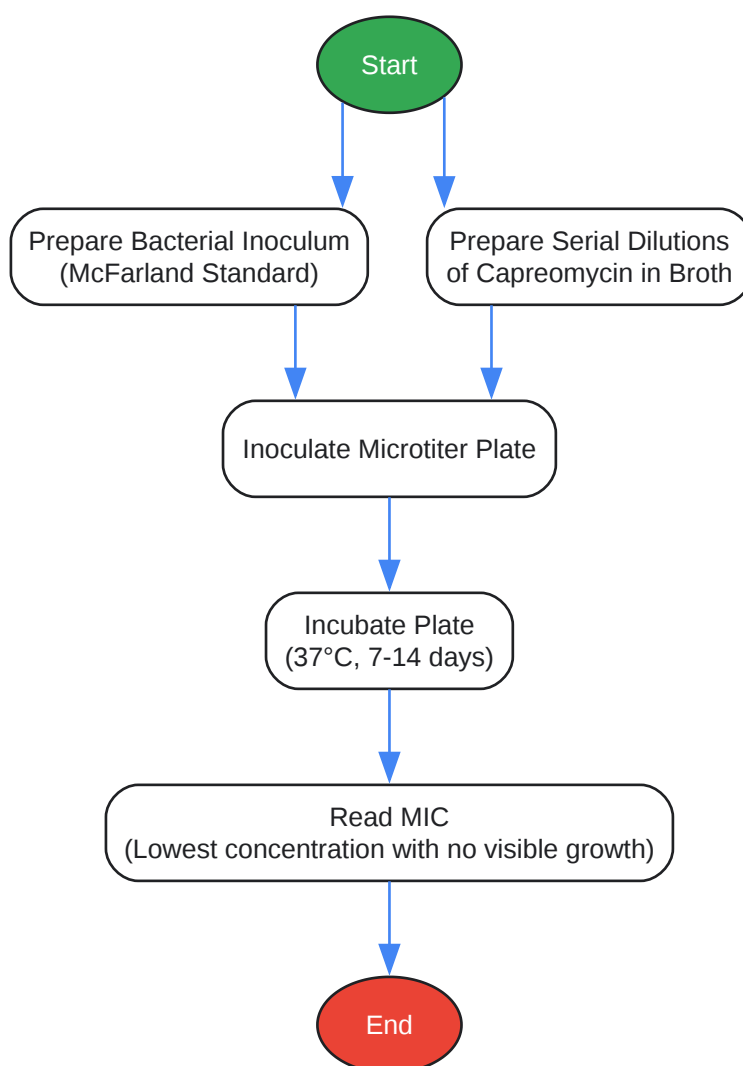 Start
Prepare Bacterial Inoculum
(McFarland Standard)
Prepare Serial Dilutions
of Capreomycin in Broth
Inoculate Microtiter Plate
Incubate Plate
(37°C, 7-14 days)
Read MIC
(Lowest concentration with no visible growth)
End